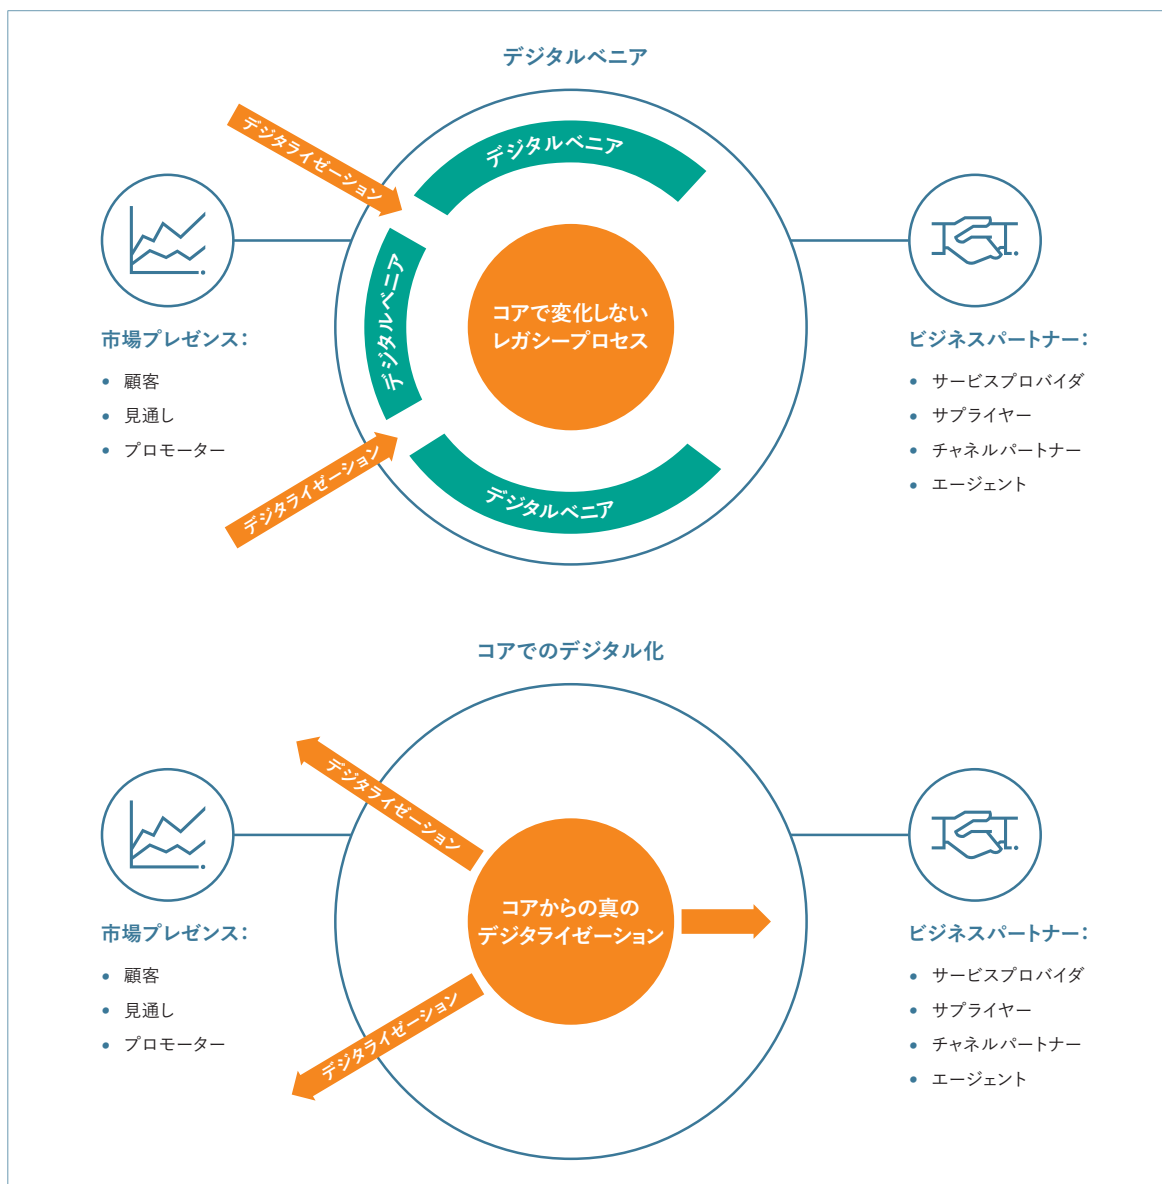 デジタルベニア
デジタライゼーション
デジタルベニア
デジタルベニア
コアで変化しない
レガシープロセス
デジタライゼーション
デジタルベニア
市場プレゼンス：
• 顧客
• 見通し
• プロモーター
ビジネスパートナー：
• サービスプロバイダ
• サプライヤー
• チャネルパートナー
• エージェント
コアでのデジタル化
デジタライゼーション
コアからの真の
デジタライゼーション
デジタライゼーション
市場プレゼンス：
• 顧客
• 見通し
• プロモーター
ビジネスパートナー：
• サービスプロバイダ
• サプライヤー
• チャネルパートナー
• エージェント